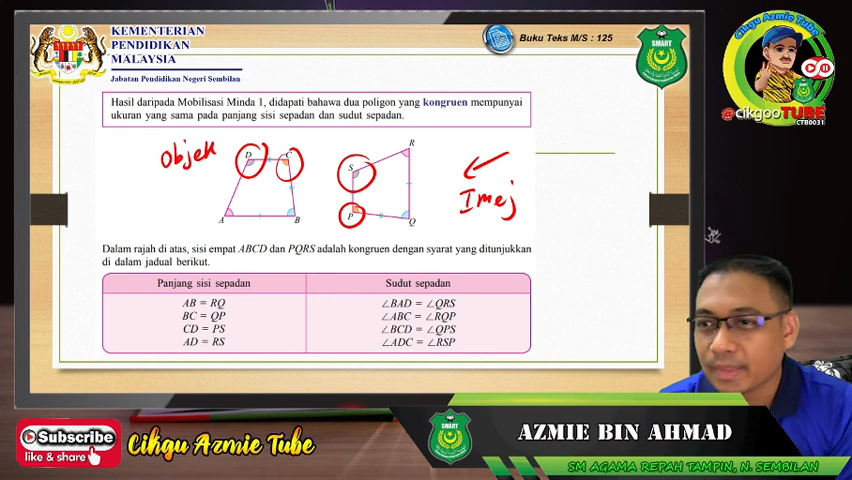 KEMENTERIAN
PENDIDIKAN
MALAYSIA
Jabatan Pendidikan Negeri Sembilan
Buku Teks M/S : 125
SMART
Cikgu Azmie Tube
@cikgooTUBE
CTB0031
Hasil daripada Mobilisasi Minda 1, didapati bahawa dua poligon yang kongruen mempunyai
ukuran yang sama pada panjang sisi sepadan dan sudut sepadan.
Objek
D
C
A
B
S
R
P
Q
Imej
Dalam rajah di atas, sisi empat ABCD dan PQRS adalah kongruen dengan syarat yang ditunjukkan
di dalam jadual berikut.
Panjang sisi sepadan Sudut sepadan
AB = RQ ∠BAD = ∠QRS
BC = QP ∠ABC = ∠RQP
CD = PS ∠BCD = ∠QPS
AD = RS ∠ADC = ∠RSP
Subscribe
like & share
Cikgu Azmie Tube
SMART
AZMIE BIN AHMAD
SM AGAMA REPAH TAMPIN, N. SEMBILAN